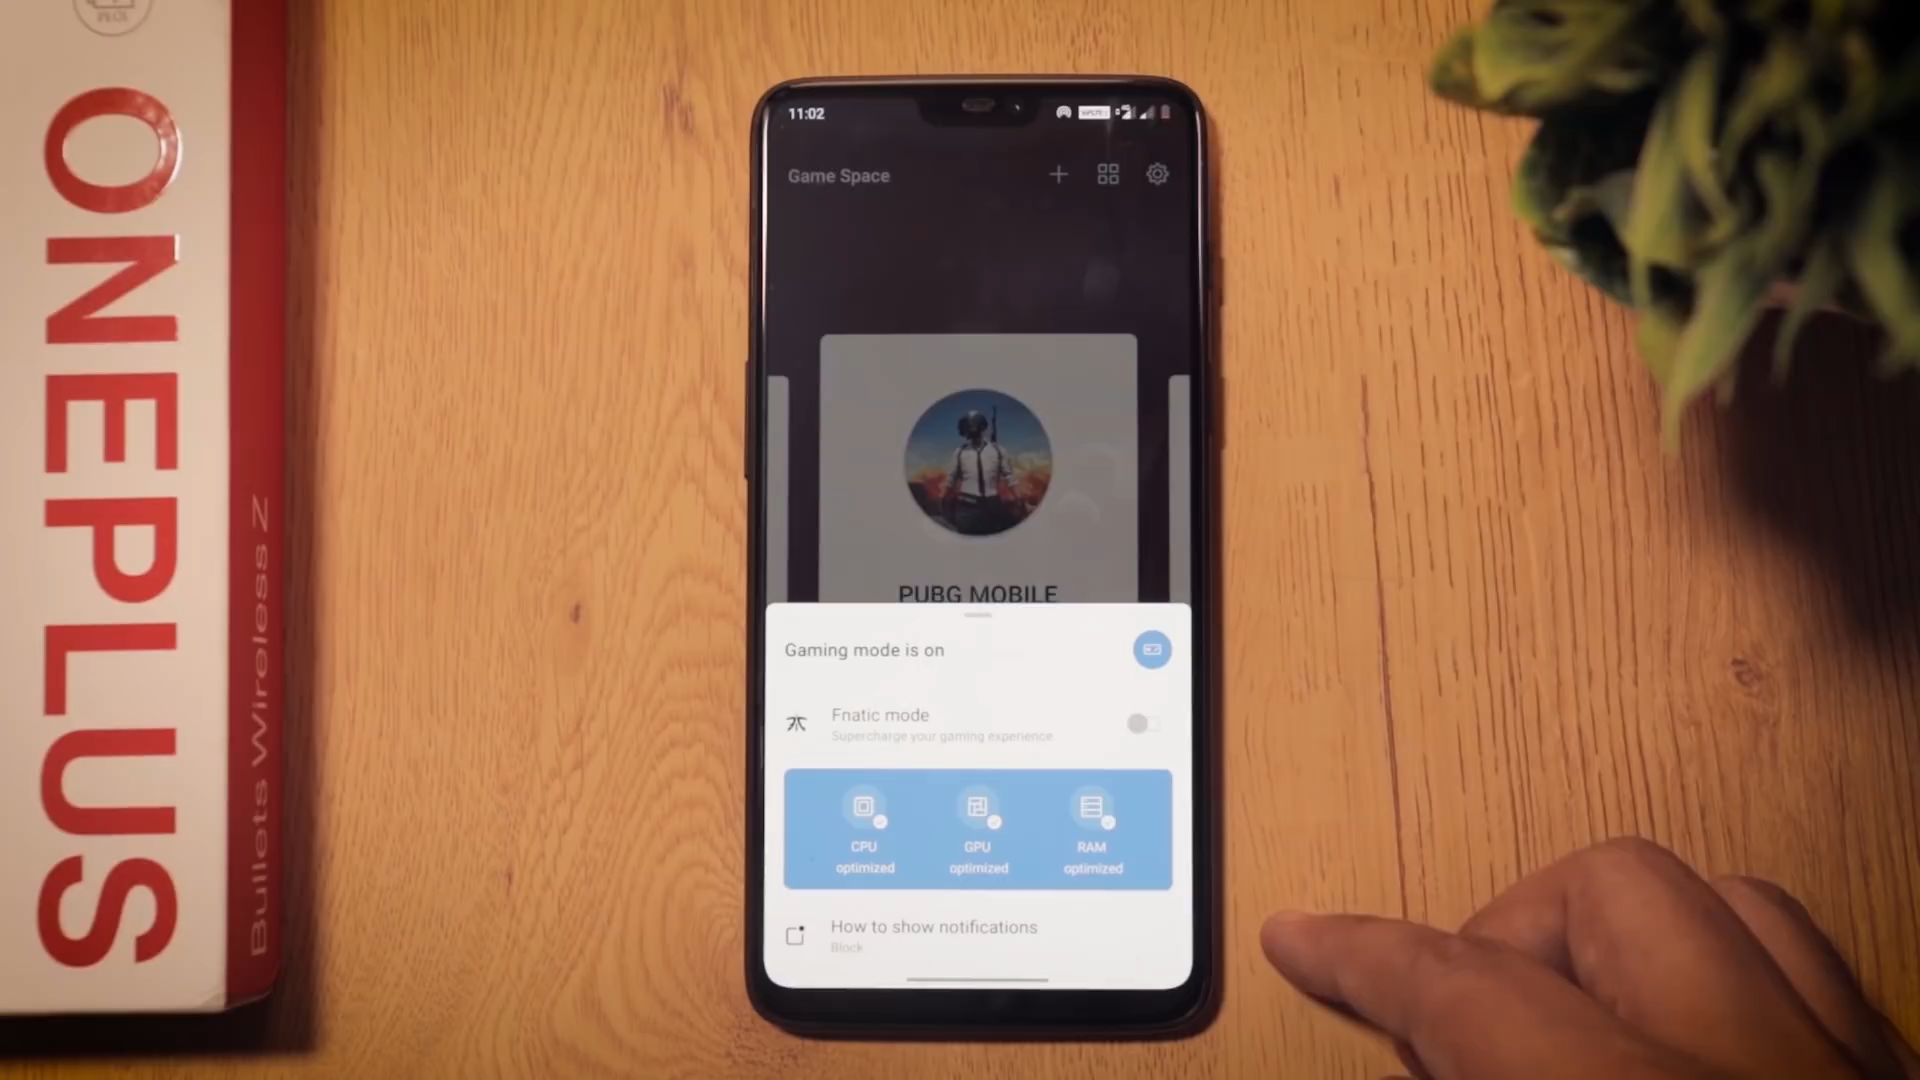 ONEPLUS
Bullets Wireless Z
11:02
Game Space
PUBG MOBILE
Gaming mode is on
Fnatic mode
Supercharge your gaming experience
CPU
optimized
GPU
optimized
RAM
optimized
How to show notifications
Block